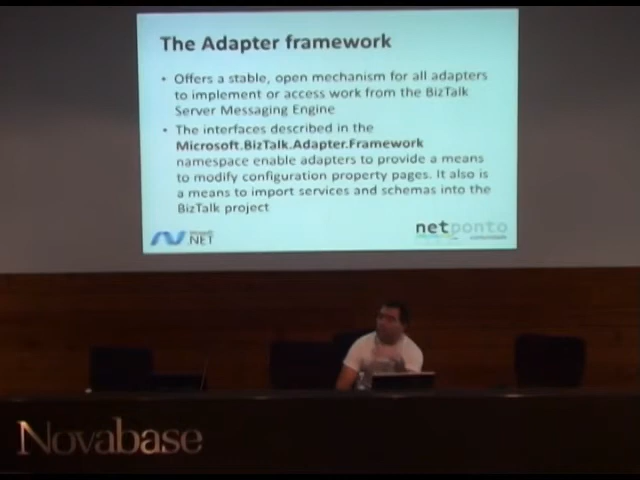 The Adapter framework
• Offers a stable, open mechanism for all adapters
to implement or access work from the BizTalk
Server Messaging Engine
• The interfaces described in the
Microsoft.BizTalk.Adapter.Framework
namespace enable adapters to provide a means
to modify configuration property pages. It also is
a means to import services and schemas into the
BizTalk project
Microsoft
.NET
netponto
Novabase